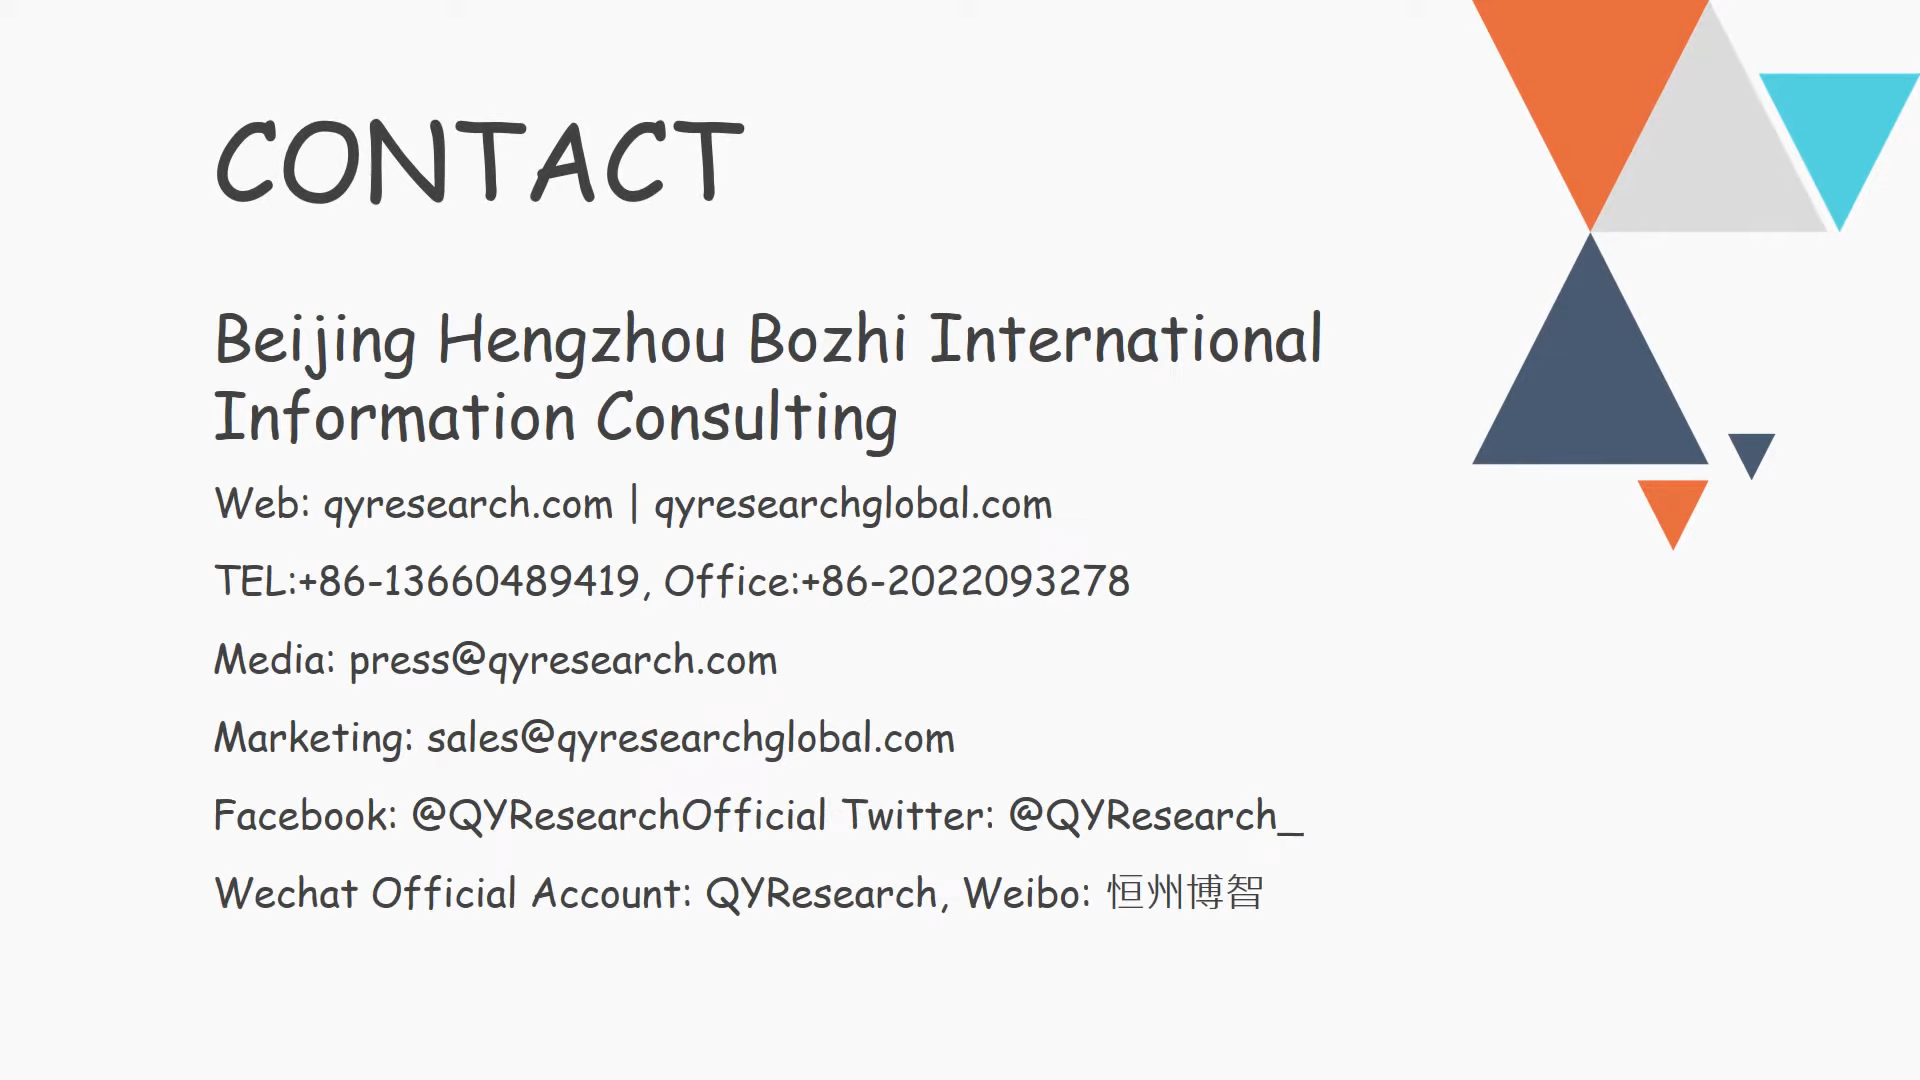 CONTACT
Beijing Hengzhou Bozhi International
Information Consulting
Web: qyresearch.com | qyresearchglobal.com
TEL:+86-13660489419, Office:+86-2022093278
Media: press@qyresearch.com
Marketing: sales@qyresearchglobal.com
Facebook: @QYResearchOfficial Twitter: @QYResearch_
Wechat Official Account: QYResearch, Weibo: 恒州博智